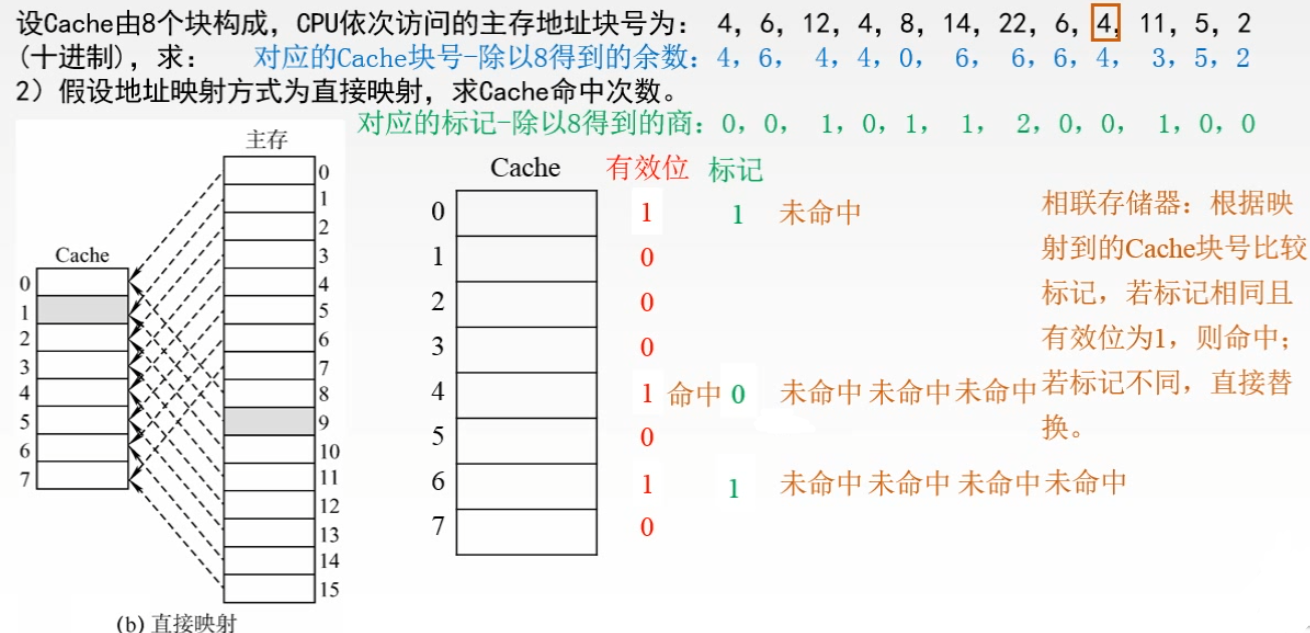 设Cache由8个块构成，CPU依次访问的主存地址块号为： 4，6，12，4，8，14，22，6，4，11，5，2
(十进制)，求： 对应的Cache块号-除以8得到的余数：4，6， 4，4，0， 6， 6，6，4， 3，5，2
2）假设地址映射方式为直接映射，求Cache命中次数。
对应的标记-除以8得到的商：0，0， 1，0，1， 1， 2，0，0， 1，0，0
主存
0
1
2
3
4
5
6
7
8
9
10
11
12
13
14
15
Cache
0
1
2
3
4
5
6
7
(b) 直接映射
Cache 有效位 标记
0 1 1 未命中
1 0
2 0
3 0
4 1 命中 0 未命中 未命中 未命中
5 0
6 1 1 未命中 未命中 未命中 未命中
7 0
相联存储器：根据映
射到的Cache块号比较
标记，若标记相同且
有效位为1，则命中；
若标记不同，直接替
换。